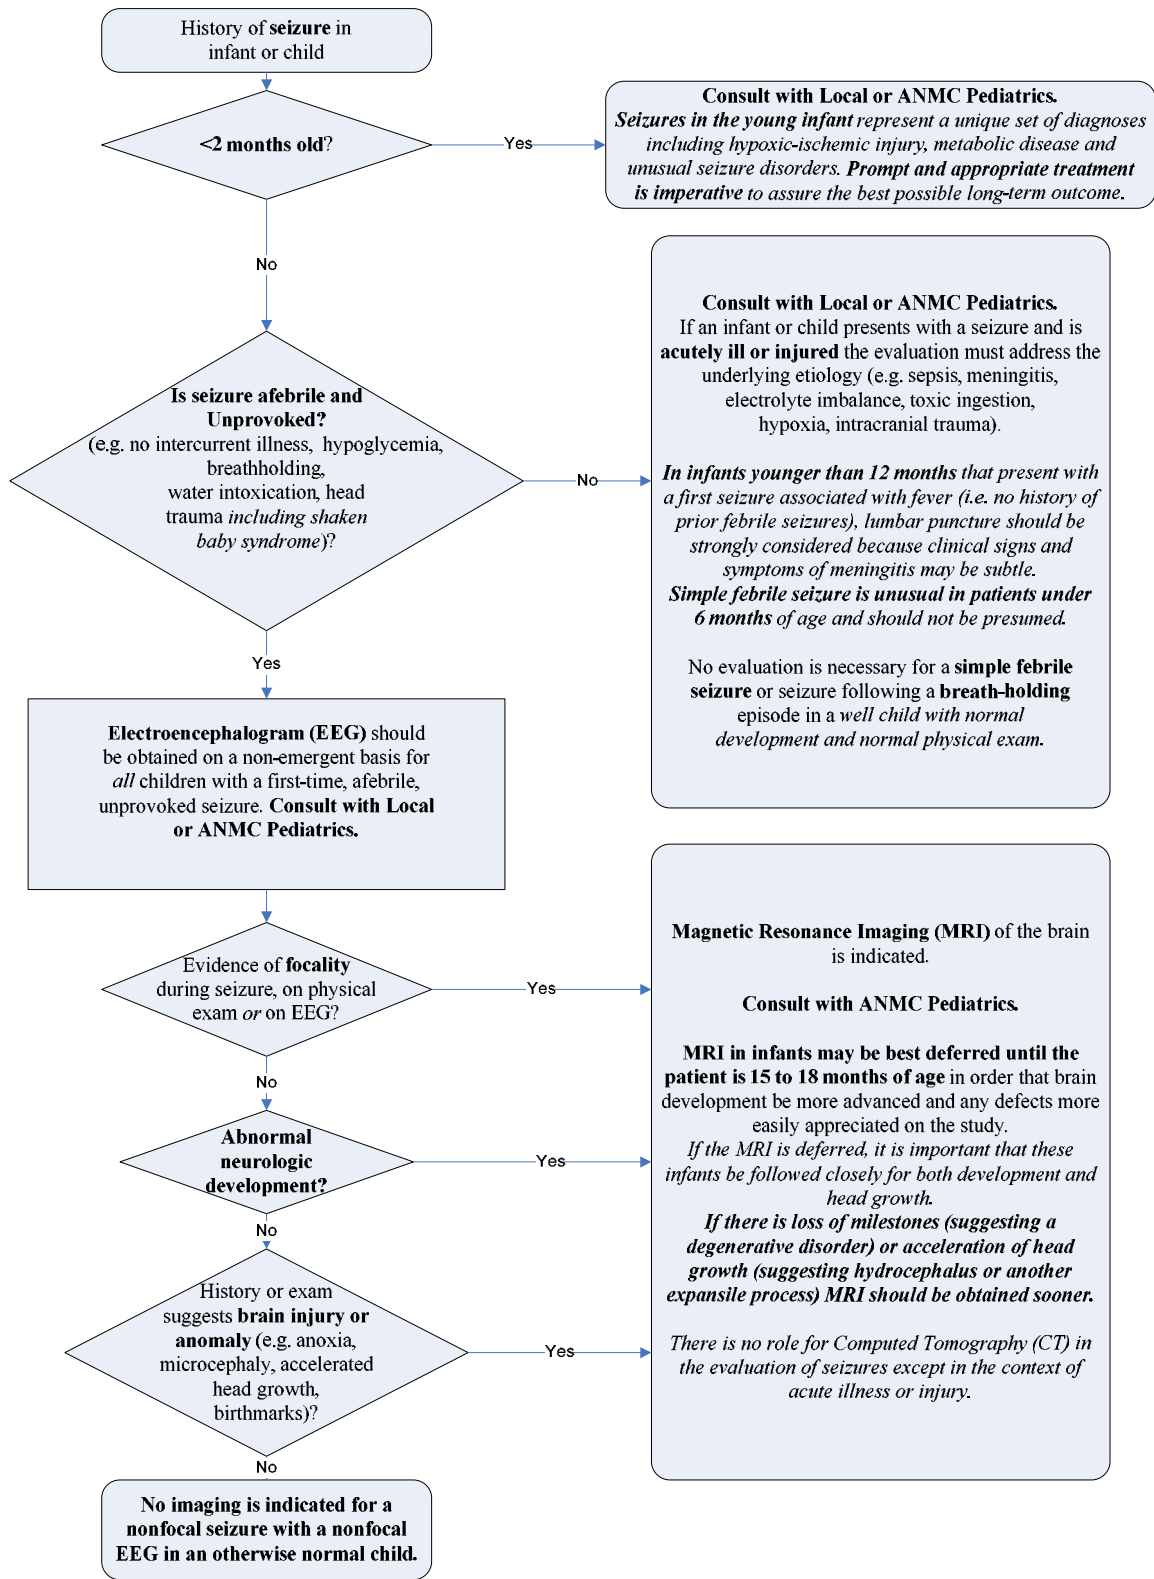 History of seizure in
infant or child
<2 months old?
Yes
Consult with Local or ANMC Pediatrics.
Seizures in the young infant represent a unique set of diagnoses
including hypoxic-ischemic injury, metabolic disease and
unusual seizure disorders. Prompt and appropriate treatment
is imperative to assure the best possible long-term outcome.
No
Is seizure afebrile and
Unprovoked?
(e.g. no intercurrent illness, hypoglycemia,
breathholding,
water intoxication, head
trauma including shaken
baby syndrome)?
No
Consult with Local or ANMC Pediatrics.
If an infant or child presents with a seizure and is
acutely ill or injured the evaluation must address the
underlying etiology (e.g. sepsis, meningitis,
electrolyte imbalance, toxic ingestion,
hypoxia, intracranial trauma).
In infants younger than 12 months that present with
a first seizure associated with fever (i.e. no history of
prior febrile seizures), lumbar puncture should be
strongly considered because clinical signs and
symptoms of meningitis may be subtle.
Simple febrile seizure is unusual in patients under
6 months of age and should not be presumed.
No evaluation is necessary for a simple febrile
seizure or seizure following a breath-holding
episode in a well child with normal
development and normal physical exam.
Yes
Electroencephalogram (EEG) should
be obtained on a non-emergent basis for
all children with a first-time, afebrile,
unprovoked seizure. Consult with Local
or ANMC Pediatrics.
Evidence of focality
during seizure, on physical
exam or on EEG?
Yes
No
Abnormal
neurologic
development?
Yes
No
History or exam
suggests brain injury or
anomaly (e.g. anoxia,
microcephaly, accelerated
head growth,
birthmarks)?
Yes
Magnetic Resonance Imaging (MRI) of the brain
is indicated.
Consult with ANMC Pediatrics.
MRI in infants may be best deferred until the
patient is 15 to 18 months of age in order that brain
development be more advanced and any defects more
easily appreciated on the study.
If the MRI is deferred, it is important that these
infants be followed closely for both development and
head growth.
If there is loss of milestones (suggesting a
degenerative disorder) or acceleration of head
growth (suggesting hydrocephalus or another
expansile process) MRI should be obtained sooner.
There is no role for Computed Tomography (CT) in
the evaluation of seizures except in the context of
acute illness or injury.
No
No imaging is indicated for a
nonfocal seizure with a nonfocal
EEG in an otherwise normal child.